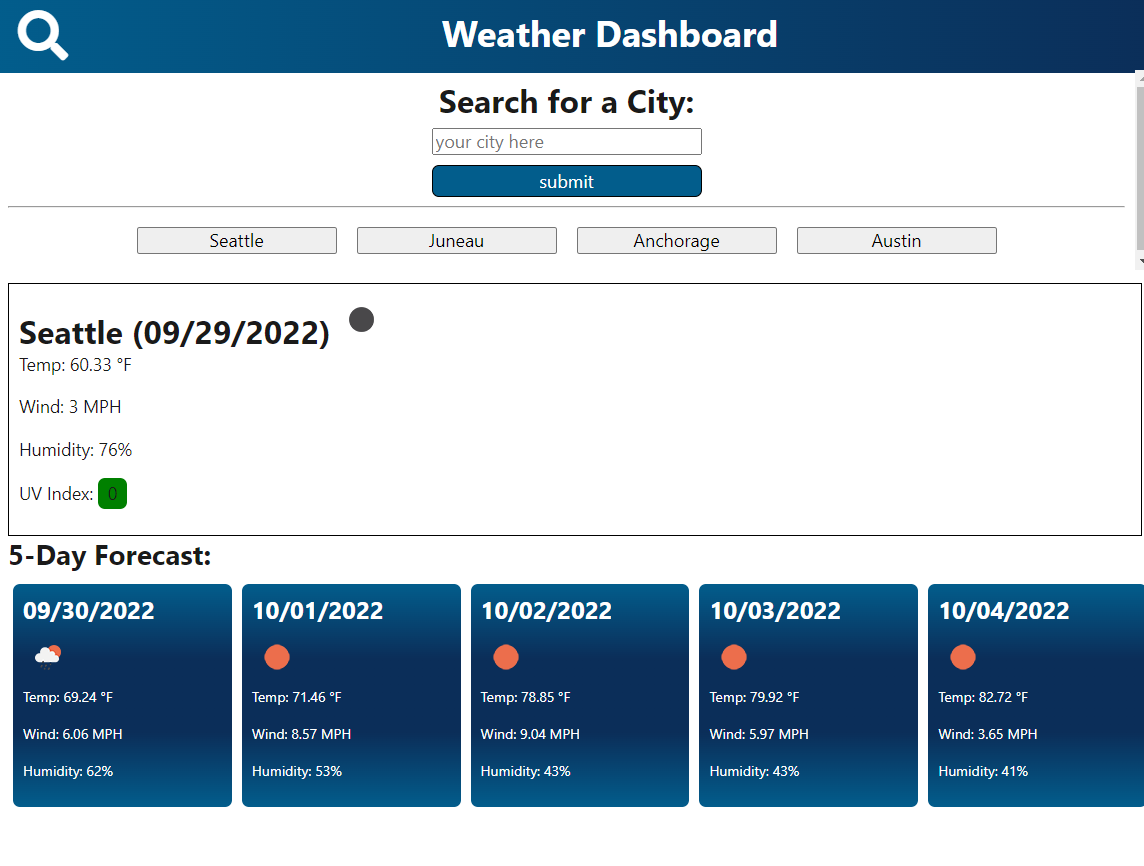 Weather Dashboard
Search for a City:
your city here
submit
Seattle Juneau Anchorage Austin
Seattle (09/29/2022)
Temp: 60.33 °F
Wind: 3 MPH
Humidity: 76%
UV Index: 0
5-Day Forecast:
09/30/2022
Temp: 69.24 °F
Wind: 6.06 MPH
Humidity: 62%
10/01/2022
Temp: 71.46 °F
Wind: 8.57 MPH
Humidity: 53%
10/02/2022
Temp: 78.85 °F
Wind: 9.04 MPH
Humidity: 43%
10/03/2022
Temp: 79.92 °F
Wind: 5.97 MPH
Humidity: 43%
10/04/2022
Temp: 82.72 °F
Wind: 3.65 MPH
Humidity: 41%